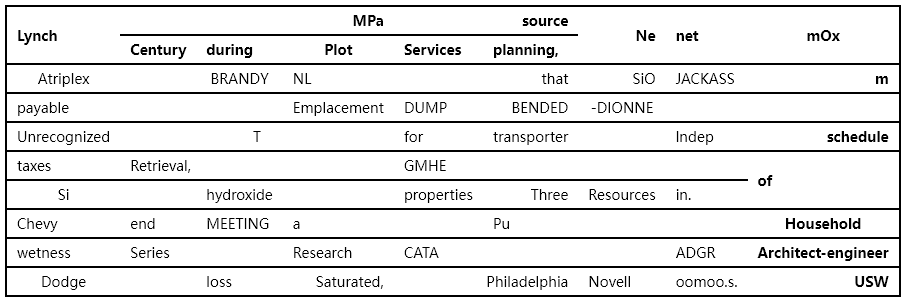 Lynch MPa source Ne net mOx
Century during Plot Services planning,
Atriplex BRANDY NL that SiO JACKASS m
payable Emplacement DUMP BENDED -DIONNE
Unrecognized T for transporter Indep schedule
taxes Retrieval, GMHE of
Si hydroxide properties Three Resources in.
Chevy end MEETING a Pu Household
wetness Series Research CATA ADGR Architect-engineer
Dodge loss Saturated, Philadelphia Novell oomoo.s. USW